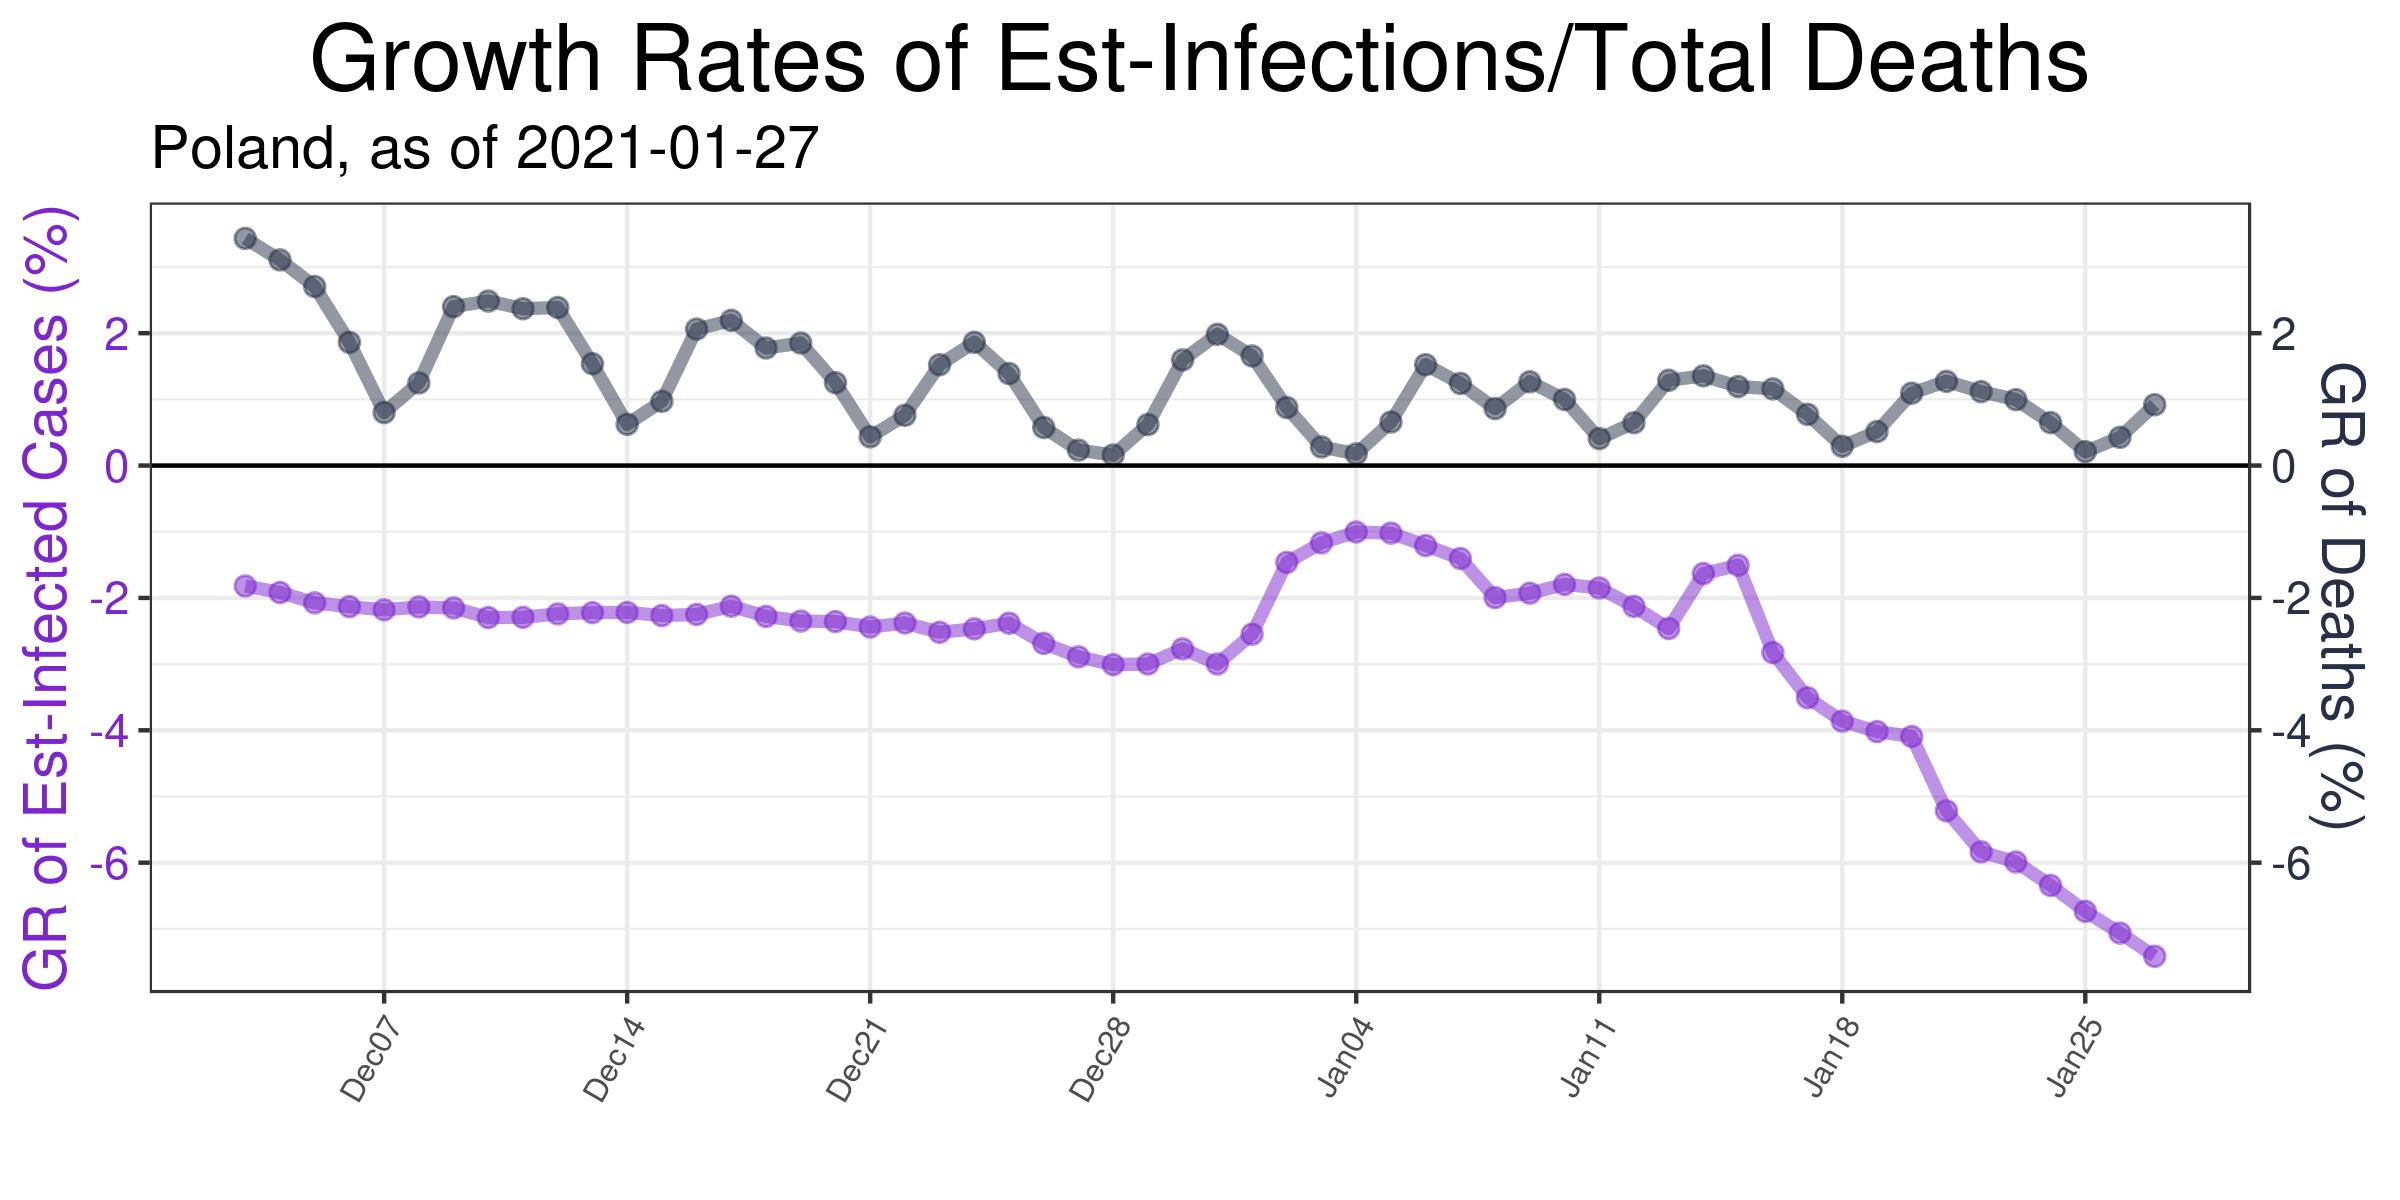 Growth Rates of Est-Infections/Total Deaths
Poland, as of 2021-01-27
GR of Est-Infected Cases (%)
2
0
-2
-4
-6
2
0
-2
-4
-6
GR of Deaths (%)
Dec07
Dec14
Dec21
Dec28
Jan04
Jan11
Jan18
Jan25